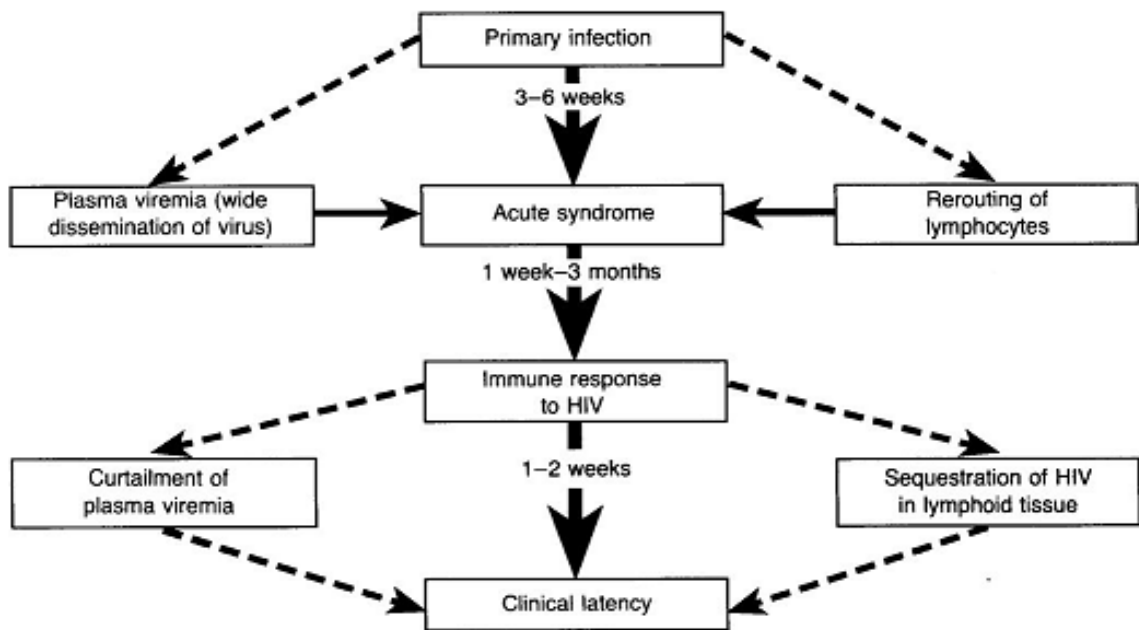 Primary infection
3–6 weeks
Plasma viremia (wide
dissemination of virus)
Acute syndrome
Rerouting of
lymphocytes
1 week–3 months
Immune response
to HIV
1–2 weeks
Curtailment of
plasma viremia
Sequestration of HIV
in lymphoid tissue
Clinical latency